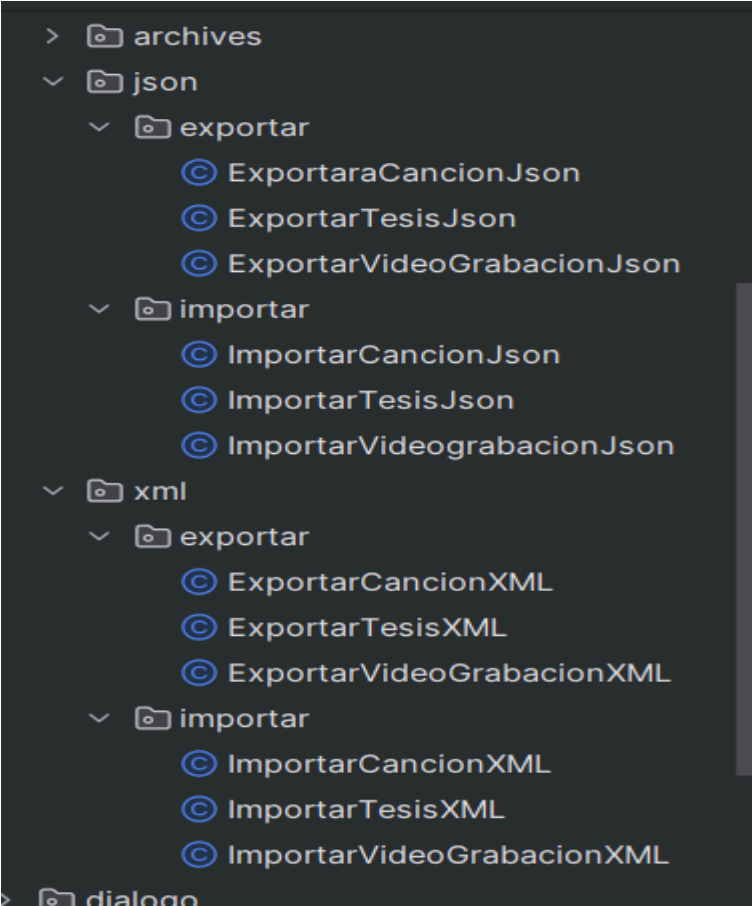 archives
json
exportar
ExportaraCancionJson
ExportarTesisJson
ExportarVideoGrabacionJson
importar
ImportarCancionJson
ImportarTesisJson
ImportarVideograbacionJson
xml
exportar
ExportarCancionXML
ExportarTesisXML
ExportarVideoGrabacionXML
importar
ImportarCancionXML
ImportarTesisXML
ImportarVideoGrabacionXML
dialogo